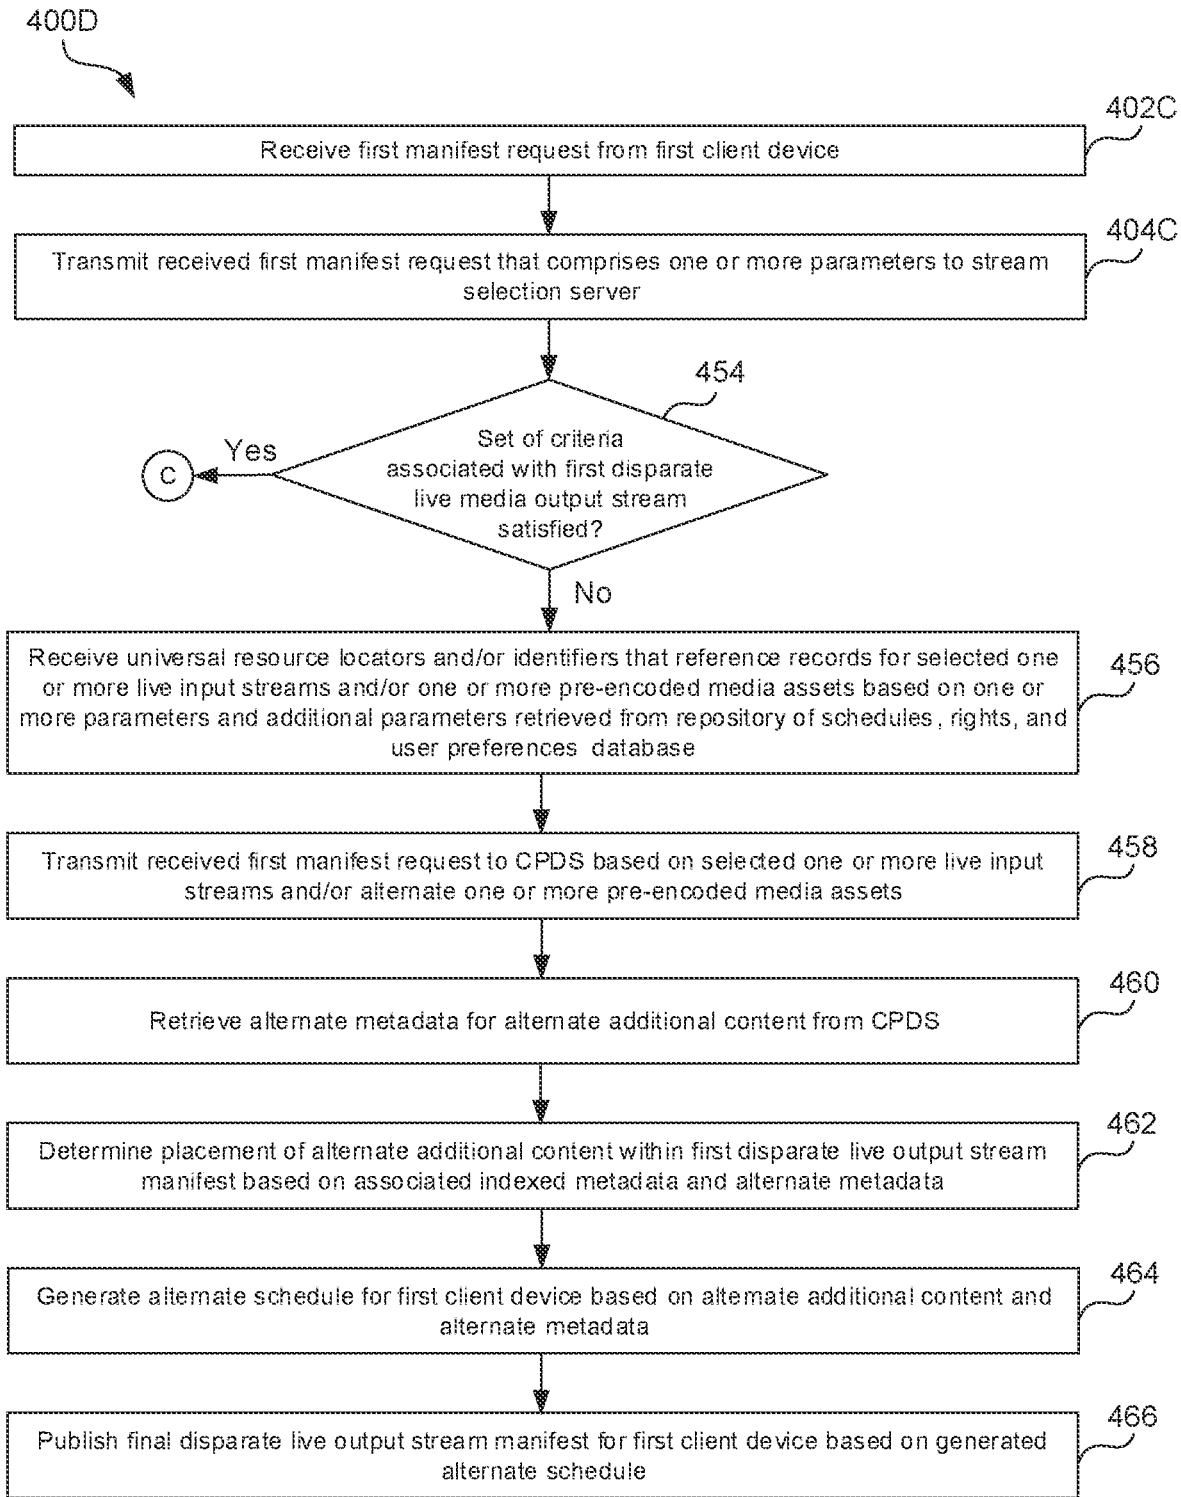 400D
402C
Receive first manifest request from first client device
404C
Transmit received first manifest request that comprises one or more parameters to stream
selection server
454
Set of criteria
associated with first disparate
live media output stream
satisfied?
Yes
C
No
456
Receive universal resource locators and/or identifiers that reference records for selected one
or more live input streams and/or one or more pre-encoded media assets based on one or
more parameters and additional parameters retrieved from repository of schedules, rights, and
user preferences database
458
Transmit received first manifest request to CPDS based on selected one or more live input
streams and/or alternate one or more pre-encoded media assets
460
Retrieve alternate metadata for alternate additional content from CPDS
462
Determine placement of alternate additional content within first disparate live output stream
manifest based on associated indexed metadata and alternate metadata
464
Generate alternate schedule for first client device based on alternate additional content and
alternate metadata
466
Publish final disparate live output stream manifest for first client device based on generated
alternate schedule